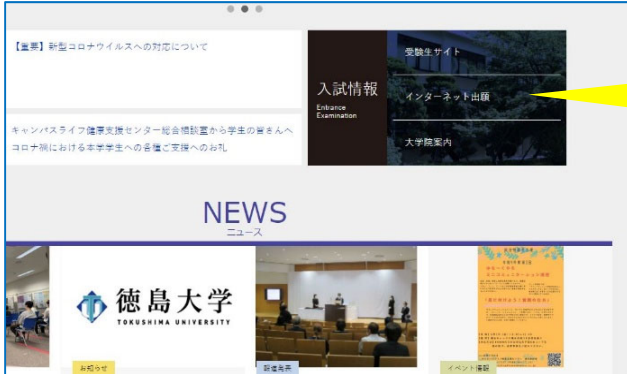 【重要】新型コロナウイルスへの対応について
キャンパスライフ健康支援センター総合相談室から学生の皆さんへ
コロナ禍における本学学生への各種ご支援へのお礼
入試情報
Entrance
Examination
受験生サイト
インターネット出願
大学院案内
NEWS
ニュース
徳島大学
TOKUSHIMA UNIVERSITY
お知らせ
報道発表
イベント情報